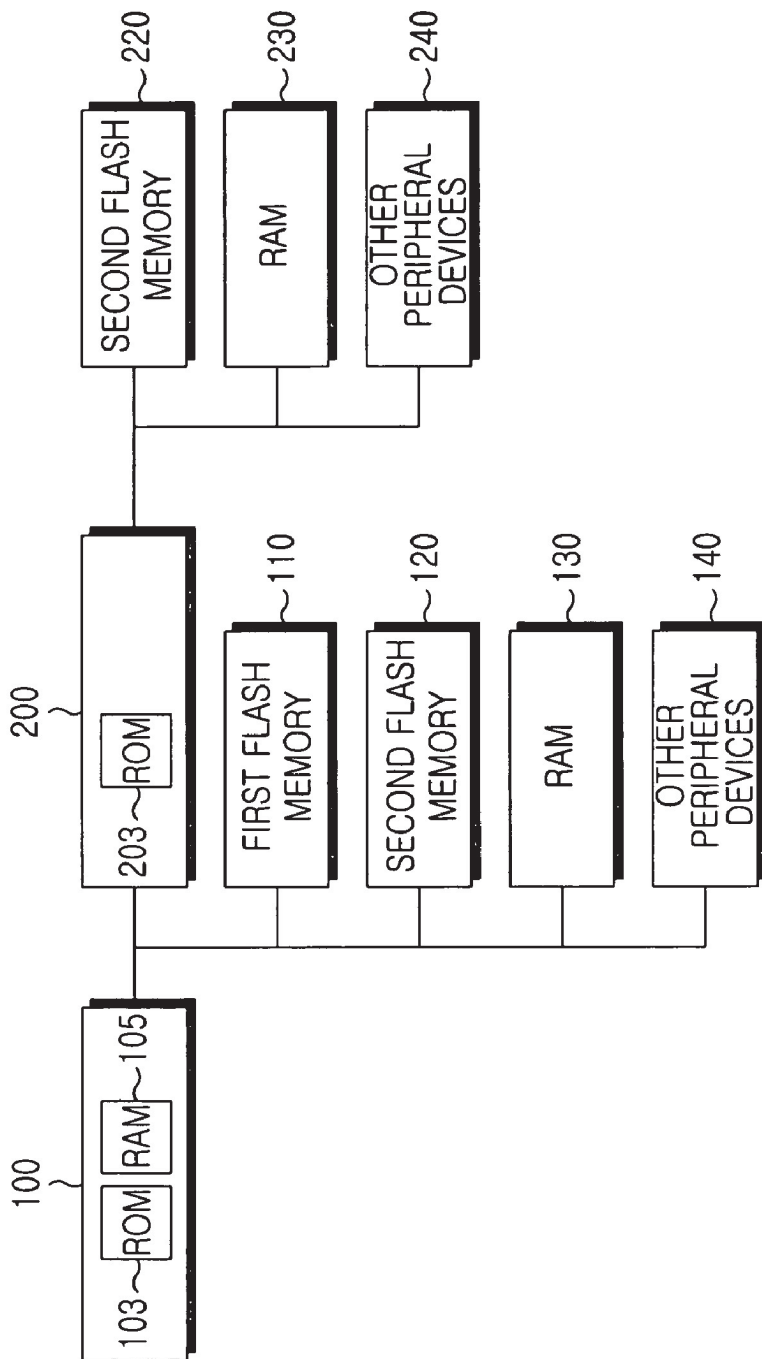 100
103
ROM
RAM
105
200
203
ROM
FIRST FLASH
MEMORY
110
SECOND FLASH
MEMORY
120
RAM
130
OTHER
PERIPHERAL
DEVICES
140
SECOND FLASH
MEMORY
220
RAM
230
OTHER
PERIPHERAL
DEVICES
240